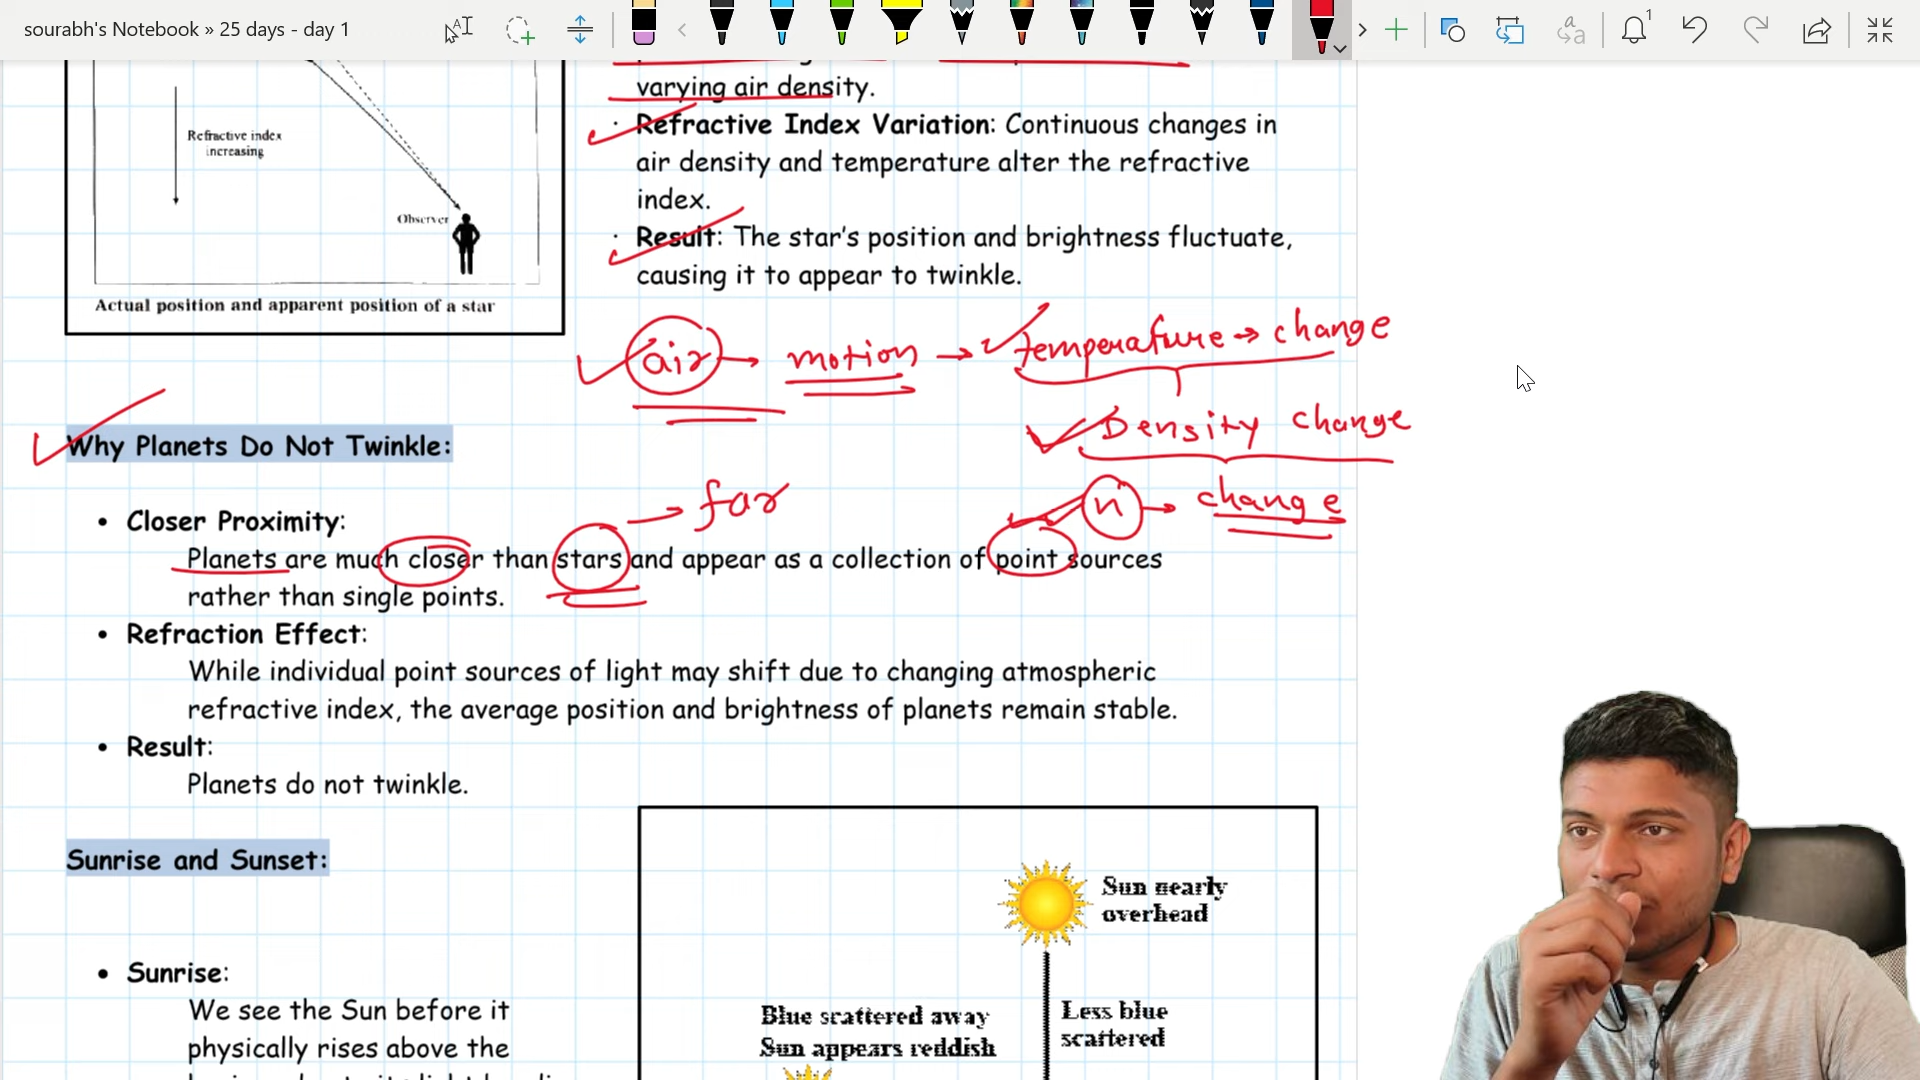 sourabh's Notebook » 25 days - day 1
varying air density.
· Refractive Index Variation: Continuous changes in
air density and temperature alter the refractive
index.
· Result: The star's position and brightness fluctuate,
causing it to appear to twinkle.
Refractive index
increasing
Observer
Actual position and apparent position of a star
air → motion → temperature → change
Density change
n → change
Why Planets Do Not Twinkle:
→ far
• Closer Proximity:
Planets are much closer than stars and appear as a collection of point sources
rather than single points.
• Refraction Effect:
While individual point sources of light may shift due to changing atmospheric
refractive index, the average position and brightness of planets remain stable.
• Result:
Planets do not twinkle.
Sunrise and Sunset:
• Sunrise:
We see the Sun before it
physically rises above the
Sun nearly
overhead
Less blue
scattered
Blue scattered away
Sun appears reddish